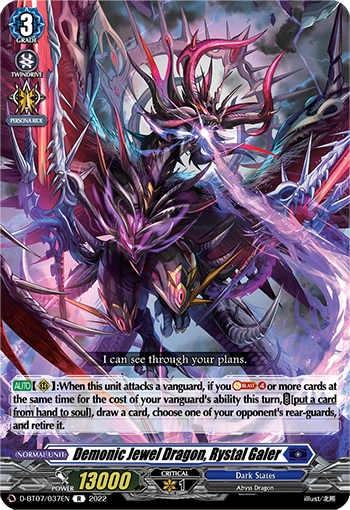 3
GRADE
TWINDRIVE
PERSONA RIDE
I can see through your plans.
AUTO【】:When this unit attacks a vanguard, if you BLAST 4 or more cards at
the same time for the cost of your vanguard's ability this turn, [put a card
from hand to soul], draw a card, choose one of your opponent's rear-guards,
and retire it.
NORMAL UNIT Demonic Jewel Dragon, Rystal Galer
POWER 13000 CRITICAL 1 Dark States
Abyss Dragon
D-BT07/037EN R 2022 illust/北熊